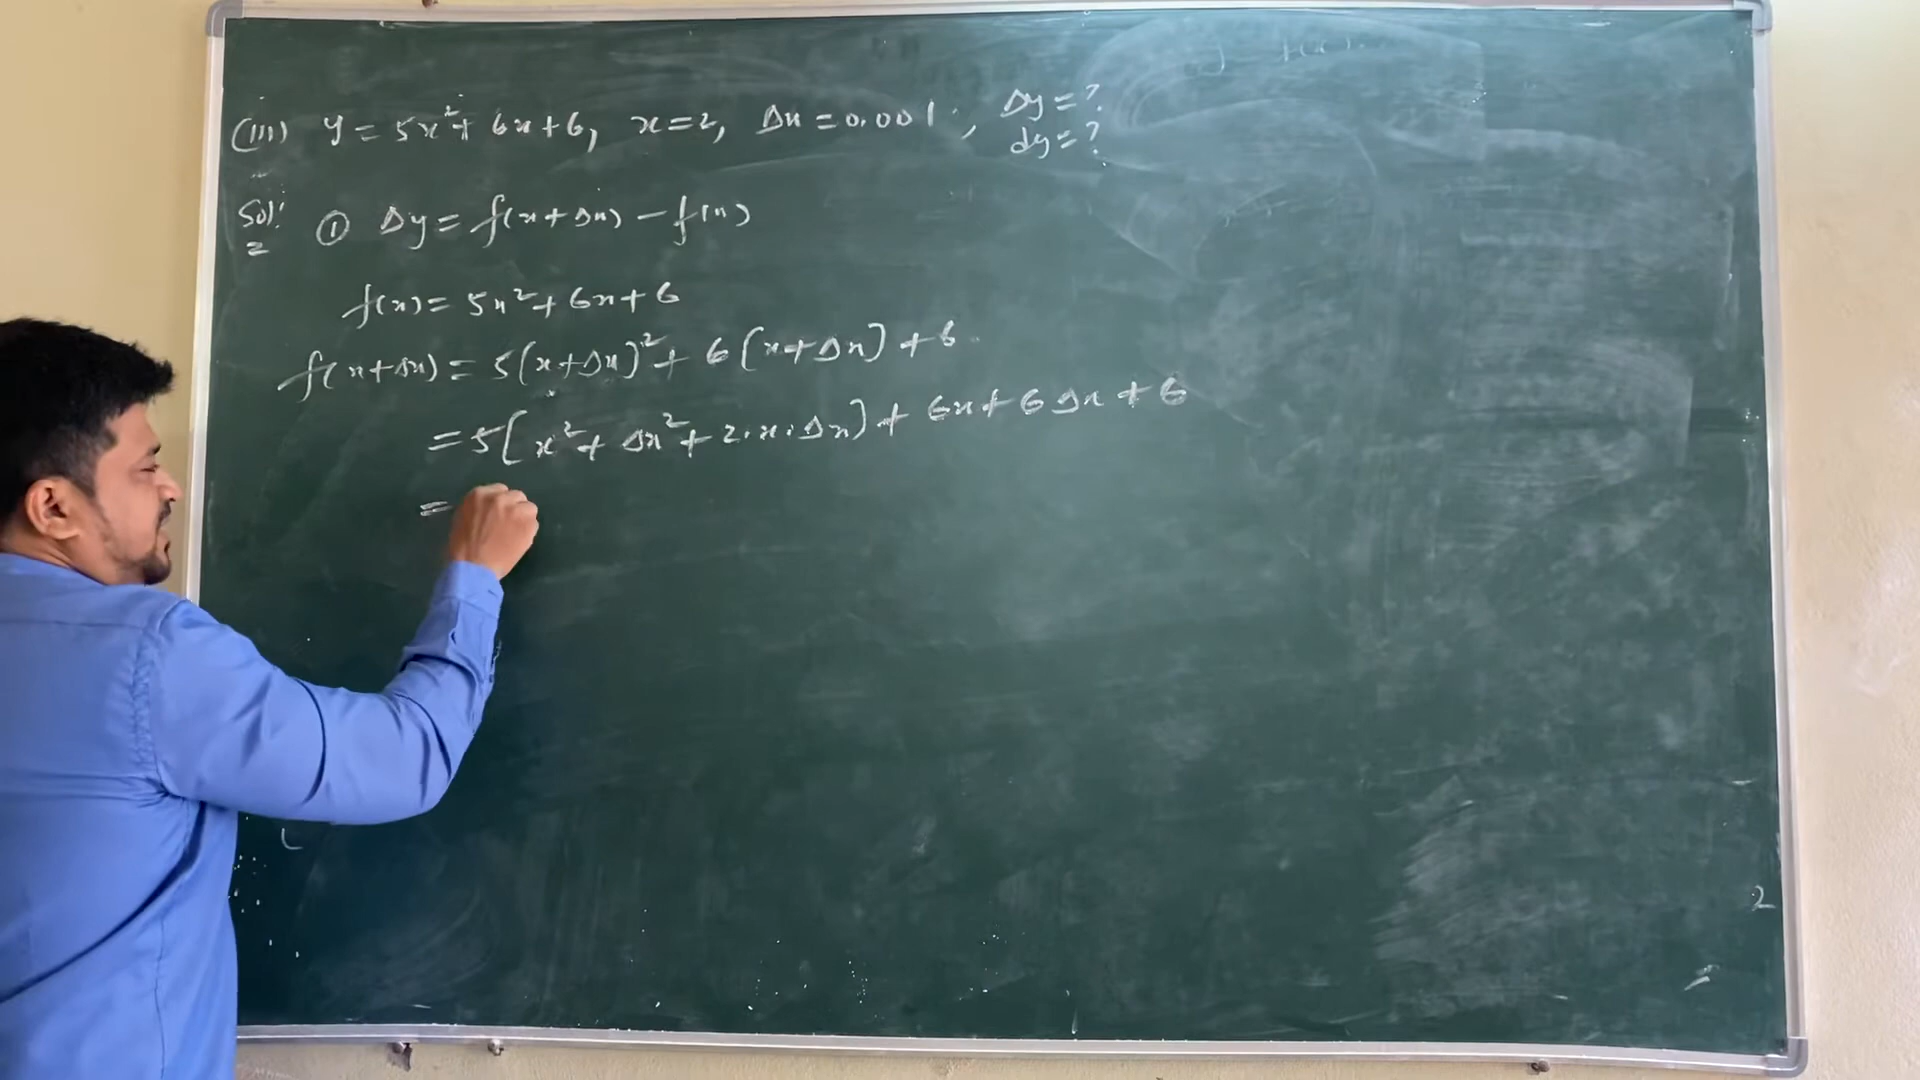 (iii) y = 5x² + 6x + 6, x = 2, Δx = 0.001, Δy = ?
dy = ?
Sol: ① Δy = f(x + Δx) − f(x)
f(x) = 5x² + 6x + 6
f(x + Δx) = 5(x + Δx)² + 6[x + Δx] + 6
= 5[x² + Δx² + 2·x·Δx] + 6x + 6Δx + 6
=
2